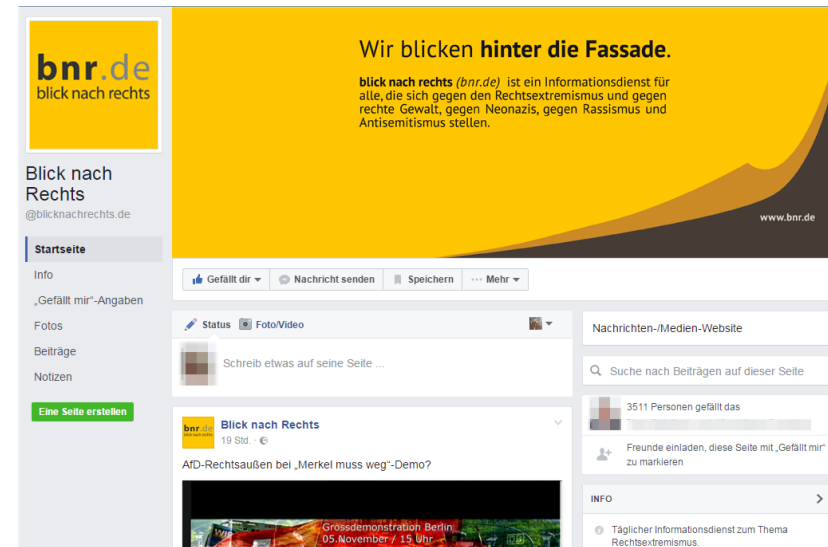 bnr.de
blick nach rechts
Wir blicken hinter die Fassade.
blick nach rechts (bnr.de) ist ein Informationsdienst für
alle, die sich gegen den Rechtsextremismus und gegen
rechte Gewalt, gegen Neonazis, gegen Rassismus und
Antisemitismus stellen.
www.bnr.de
Blick nach
Rechts
@blicknachrechts.de
Startseite
Info
„Gefällt mir“-Angaben
Fotos
Beiträge
Notizen
Eine Seite erstellen
Gefällt dir
Nachricht senden
Speichern
··· Mehr
Status
Foto/Video
Schreib etwas auf seine Seite ...
bnr.de
blick nach rechts
Blick nach Rechts
19 Std. ·
AfD-Rechtsaußen bei „Merkel muss weg“-Demo?
Grossdemonstration Berlin
05.November / 15 Uhr
Nachrichten-/Medien-Website
Suche nach Beiträgen auf dieser Seite
3511 Personen gefällt das
Freunde einladen, diese Seite mit „Gefällt mir“
zu markieren
INFO
Täglicher Informationsdienst zum Thema
Rechtsextremismus.